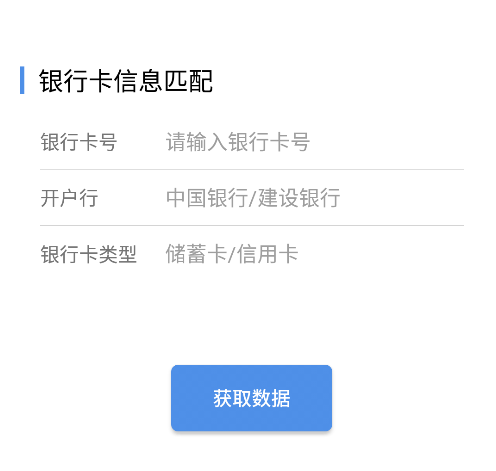 银行卡信息匹配
银行卡号 请输入银行卡号
开户行 中国银行/建设银行
银行卡类型 储蓄卡/信用卡
获取数据